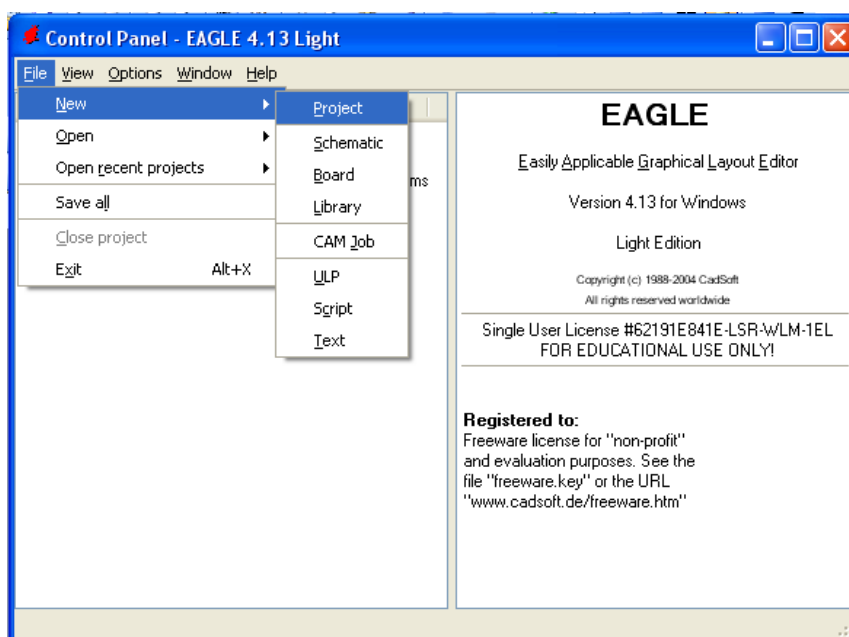 Control Panel - EAGLE 4.13 Light
File View Options Window Help
New
Open
Open recent projects
Save all
Close project
Exit Alt+X
Project
Schematic
Board
Library
CAM Job
ULP
Script
Text
ms
EAGLE
Easily Applicable Graphical Layout Editor
Version 4.13 for Windows
Light Edition
Copyright (c) 1988-2004 CadSoft
All rights reserved worldwide
Single User License #62191E841E-LSR-WLM-1EL
FOR EDUCATIONAL USE ONLY!
Registered to:
Freeware license for "non-profit"
and evaluation purposes. See the
file "freeware.key" or the URL
"www.cadsoft.de/freeware.htm"